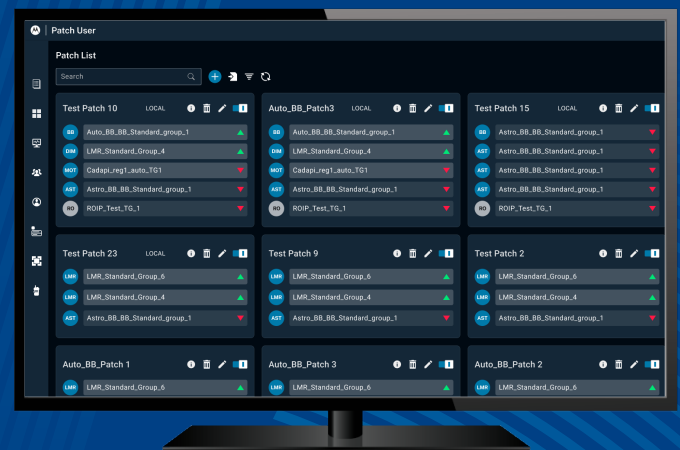 Patch User
Patch List
Search
Test Patch 10 LOCAL
BB Auto_BB_BB_Standard_group_1
DIM LMR_Standard_Group_4
MOT Cadapi_reg1_auto_TG1
AST Astro_BB_BB_Standard_group_1
RO ROIP_Test_TG_1
Auto_BB_Patch3 LOCAL
BB Auto_BB_BB_Standard_group_1
DIM LMR_Standard_Group_4
MOT Cadapi_reg1_auto_TG1
AST Astro_BB_BB_Standard_group_1
RO ROIP_Test_TG_1
Test Patch 15 LOCAL
BB Astro_BB_BB_Standard_group_1
AST Astro_BB_BB_Standard_group_1
AST Astro_BB_BB_Standard_group_1
AST Astro_BB_BB_Standard_group_1
RO ROIP_Test_TG_1
Test Patch 23 LOCAL
LMR LMR_Standard_Group_6
LMR LMR_Standard_Group_4
AST Astro_BB_BB_Standard_group_1
Test Patch 9
LMR LMR_Standard_Group_6
LMR LMR_Standard_Group_4
AST Astro_BB_BB_Standard_group_1
Test Patch 2
LMR LMR_Standard_Group_6
LMR LMR_Standard_Group_4
AST Astro_BB_BB_Standard_group_1
Auto_BB_Patch 1
LMR LMR_Standard_Group_6
Auto_BB_Patch 3
LMR LMR_Standard_Group_6
Auto_BB_Patch 2
LMR LMR_Standard_Group_6